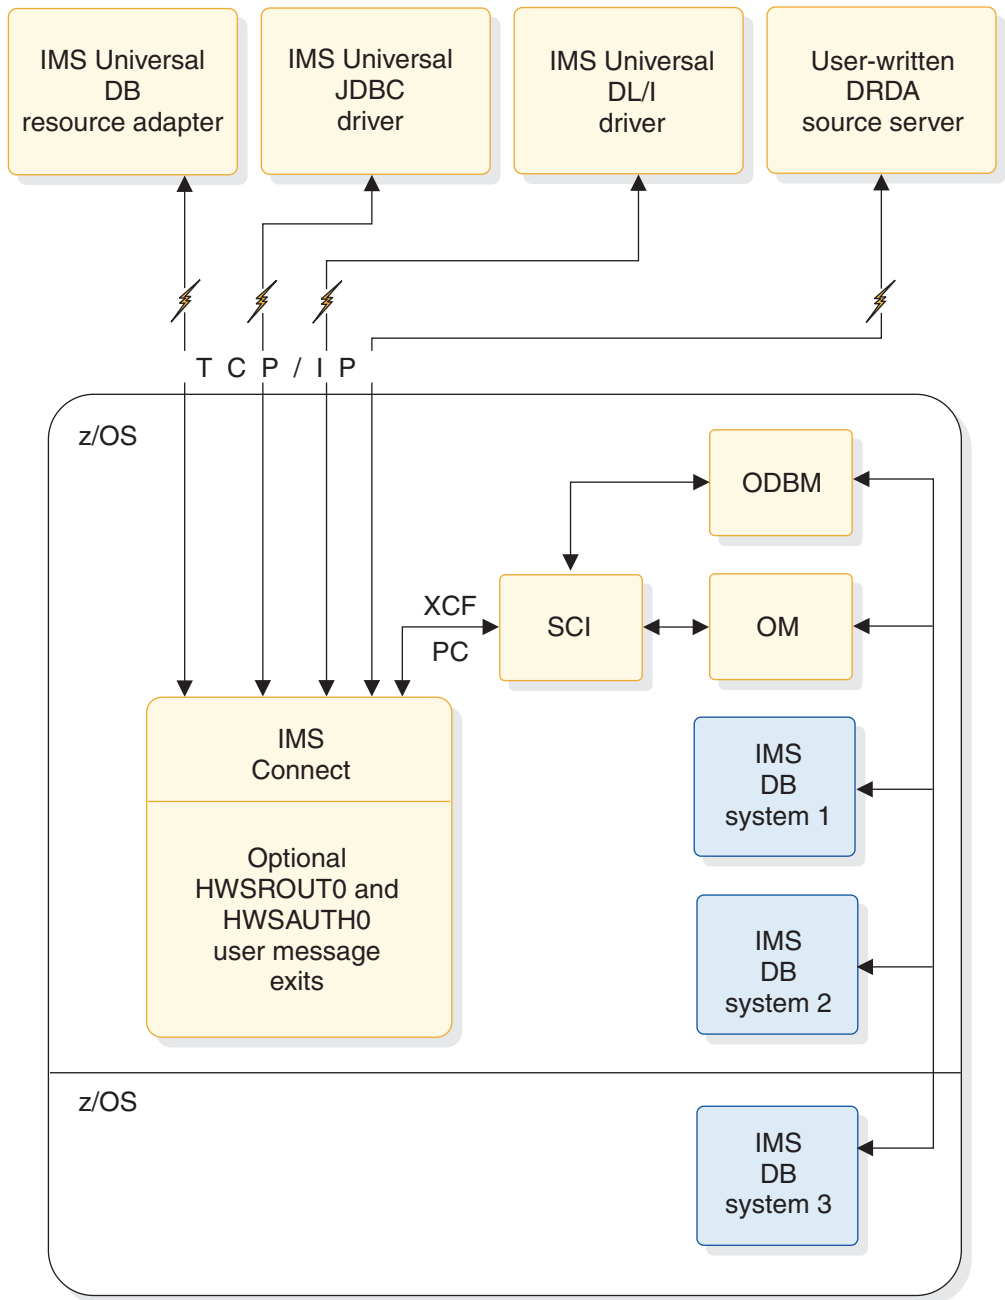 IMS Universal
DB
resource adapter
IMS Universal
JDBC
driver
IMS Universal
DL/I
driver
User-written
DRDA
source server
T C P / I P
z/OS
ODBM
XCF
PC
SCI
OM
IMS
Connect
Optional
HWSROUT0 and
HWSAUTH0
user message
exits
IMS
DB
system 1
IMS
DB
system 2
z/OS
IMS
DB
system 3